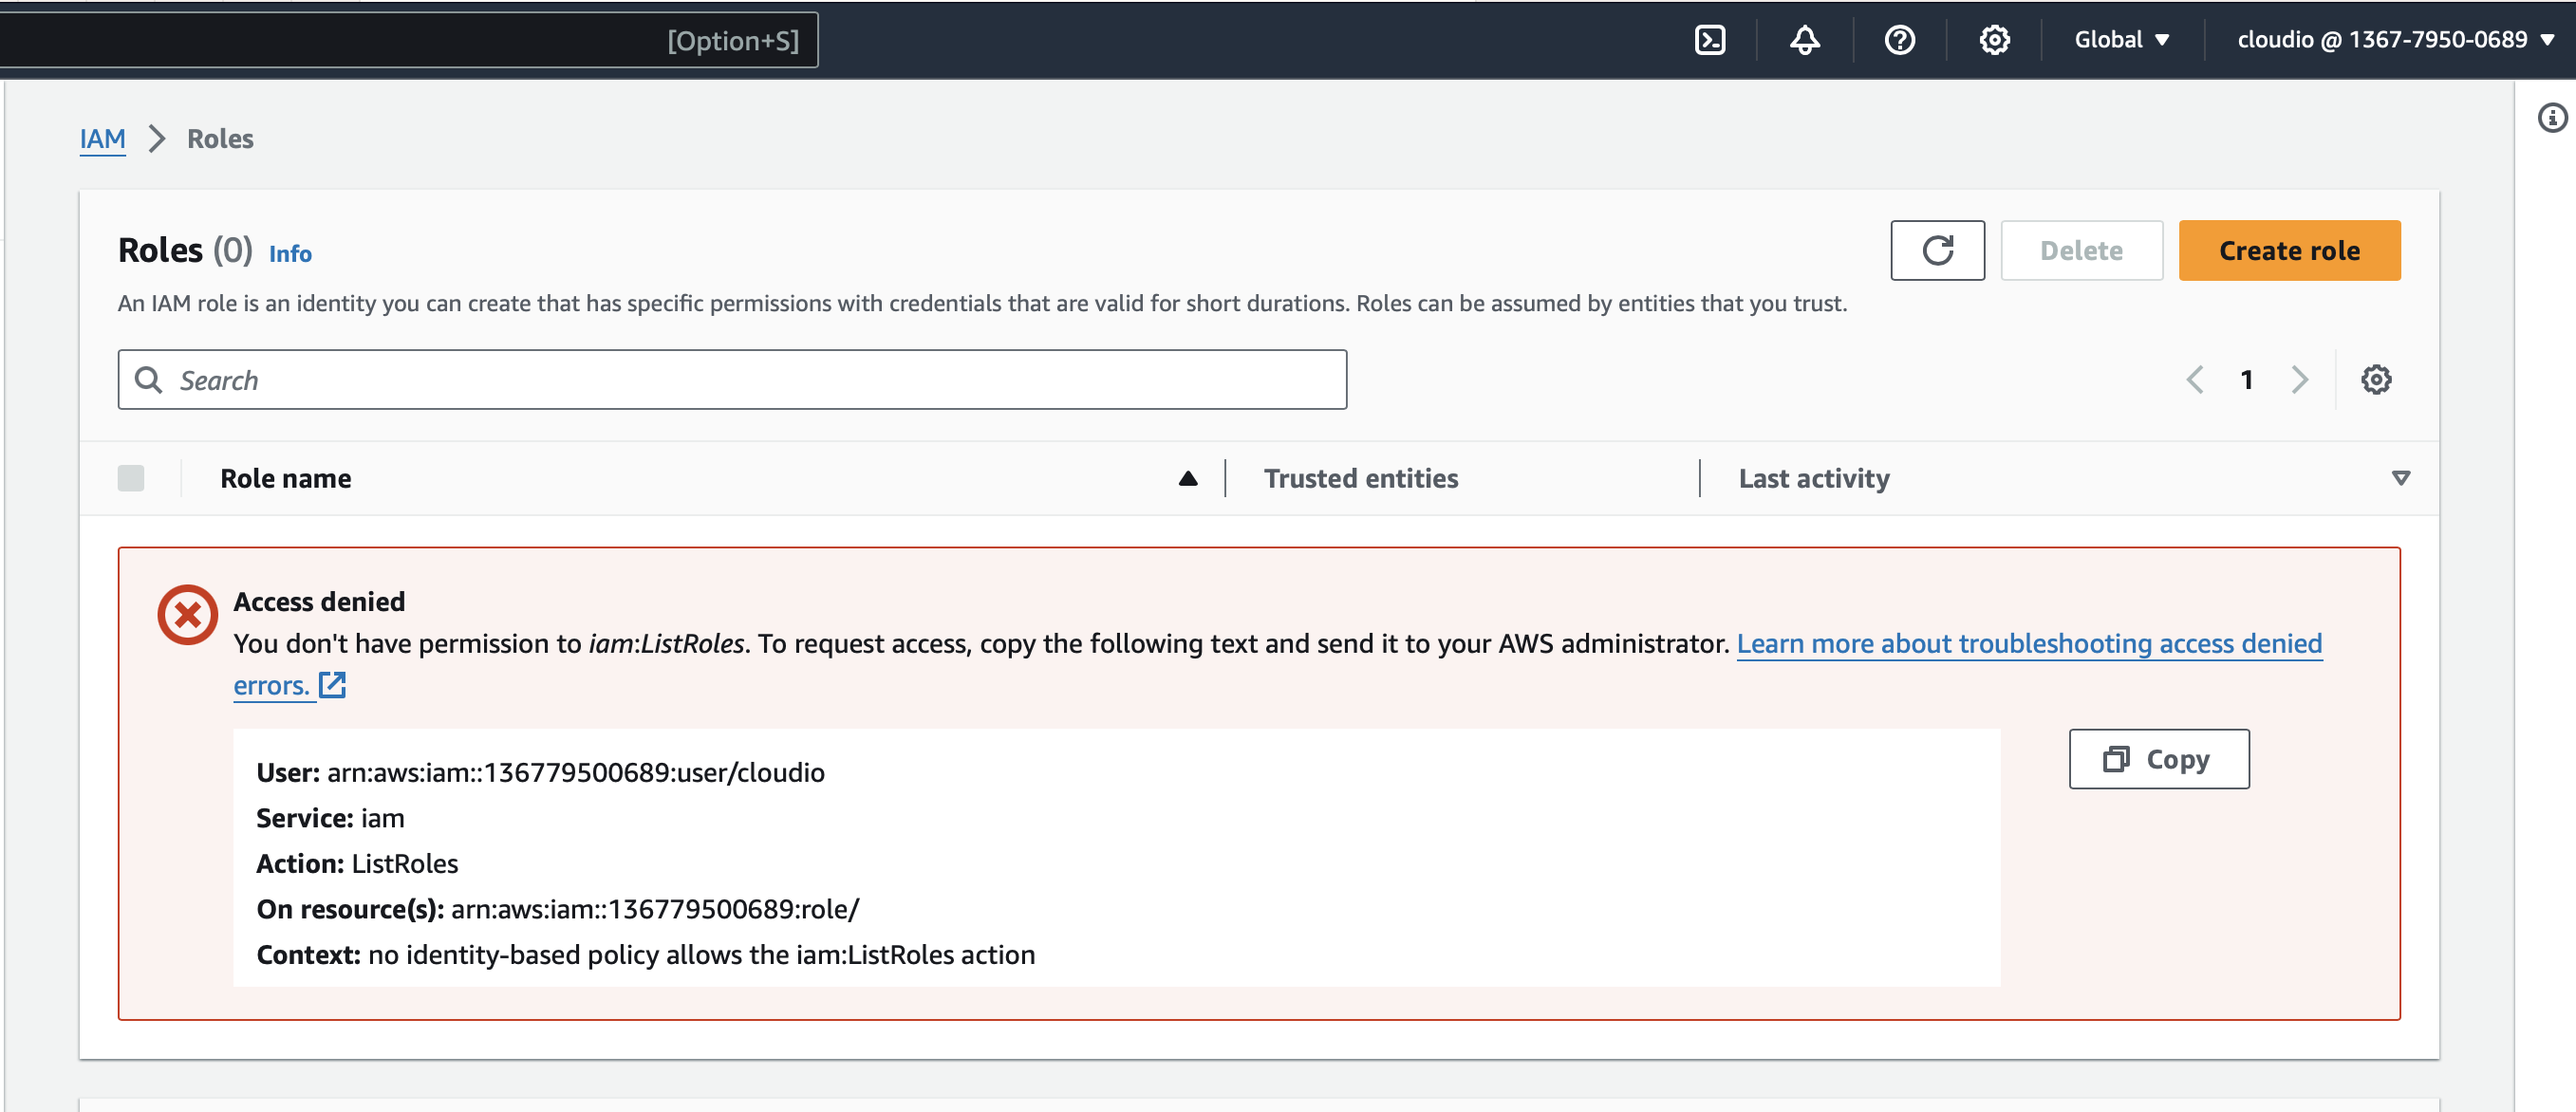 [Option+S]
Global
cloudio @ 1367-7950-0689
IAM
Roles
Roles (0) Info
Delete
Create role
An IAM role is an identity you can create that has specific permissions with credentials that are valid for short durations. Roles can be assumed by entities that you trust.
Search
1
Role name
Trusted entities
Last activity
Access denied
You don't have permission to iam:ListRoles. To request access, copy the following text and send it to your AWS administrator. Learn more about troubleshooting access denied
errors.
User: arn:aws:iam::136779500689:user/cloudio
Copy
Service: iam
Action: ListRoles
On resource(s): arn:aws:iam::136779500689:role/
Context: no identity-based policy allows the iam:ListRoles action